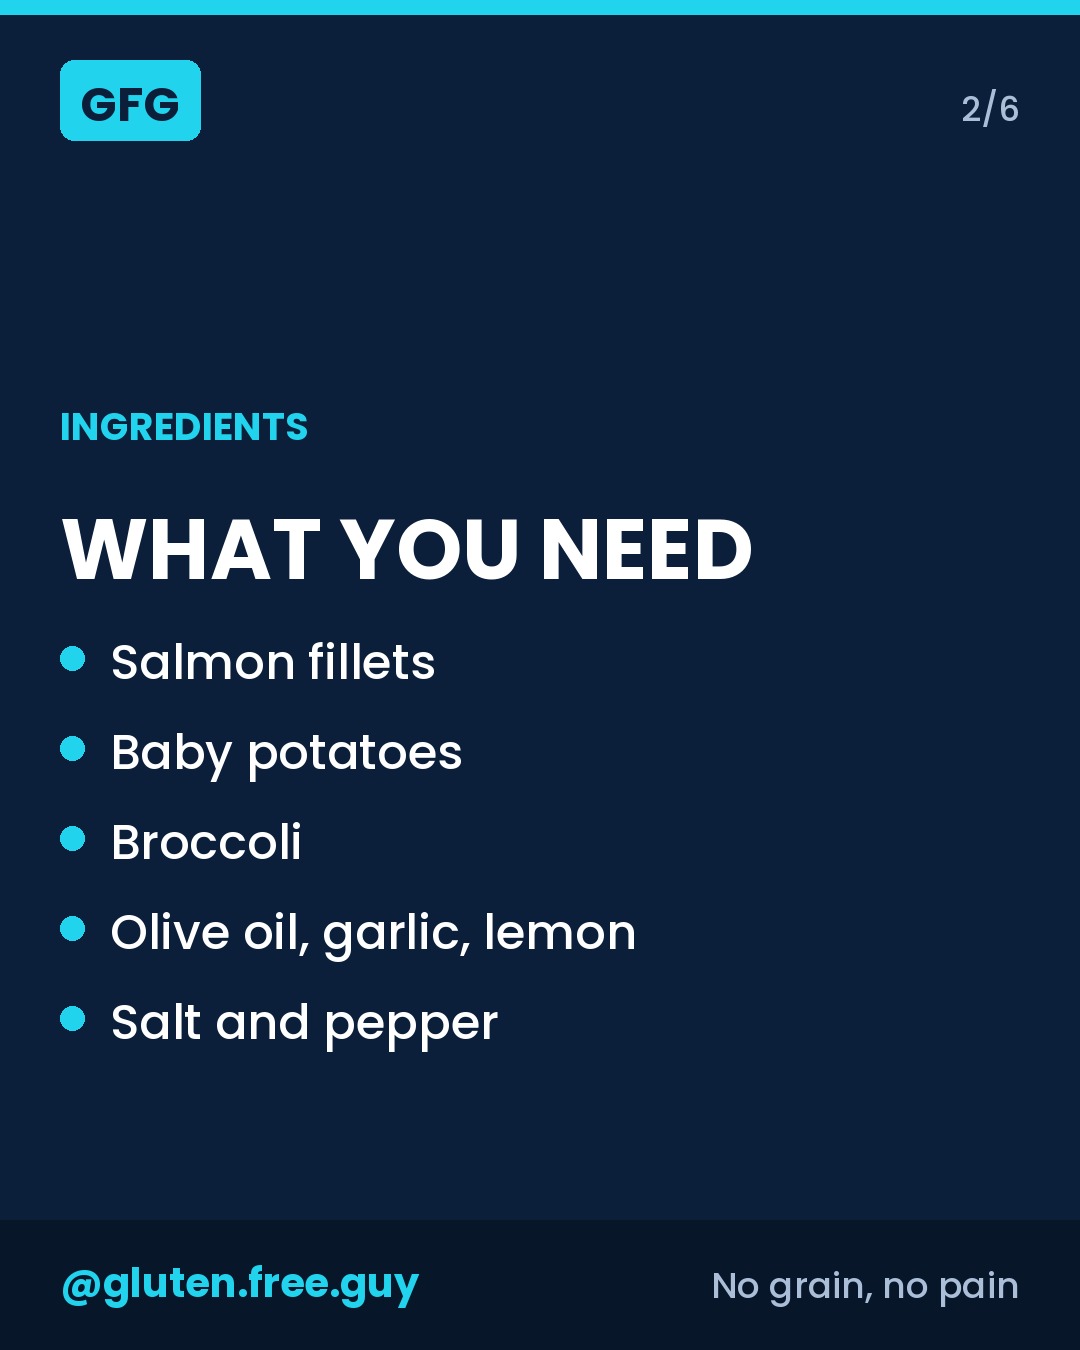 GFG
2/6
INGREDIENTS
WHAT YOU NEED
Salmon fillets
Baby potatoes
Broccoli
Olive oil, garlic, lemon
Salt and pepper
@gluten.free.guy
No grain, no pain